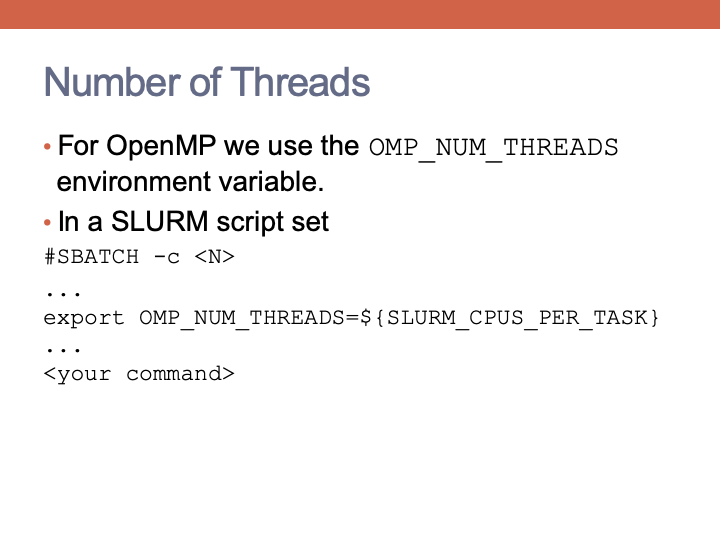 Number of Threads
• For OpenMP we use the OMP_NUM_THREADS
environment variable.
• In a SLURM script set
#SBATCH -c <N>
...
export OMP_NUM_THREADS=${SLURM_CPUS_PER_TASK}
...
<your command>